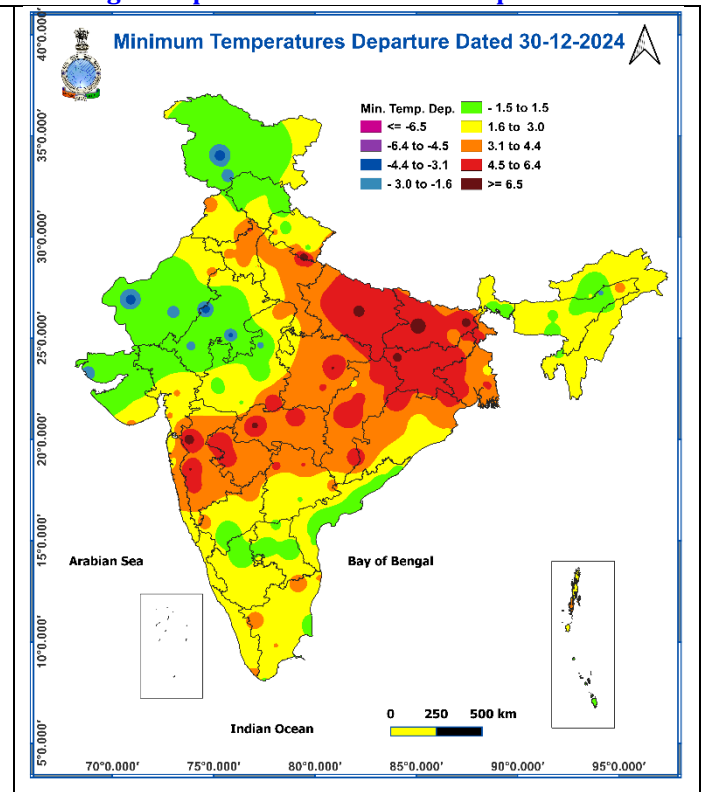 Minimum Temperatures Departure Dated 30-12-2024
Min. Temp. Dep.
<= -6.5
-6.4 to -4.5
-4.4 to -3.1
- 3.0 to -1.6
- 1.5 to 1.5
1.6 to 3.0
3.1 to 4.4
4.5 to 6.4
>= 6.5
40°0.000'
35°0.000'
30°0.000'
25°0.000'
20°0.000'
15°0.000'
10°0.000'
5°0.000'
Arabian Sea
Bay of Bengal
Indian Ocean
0 250 500 km
70°0.000' 75°0.000' 80°0.000' 85°0.000' 90°0.000' 95°0.000'